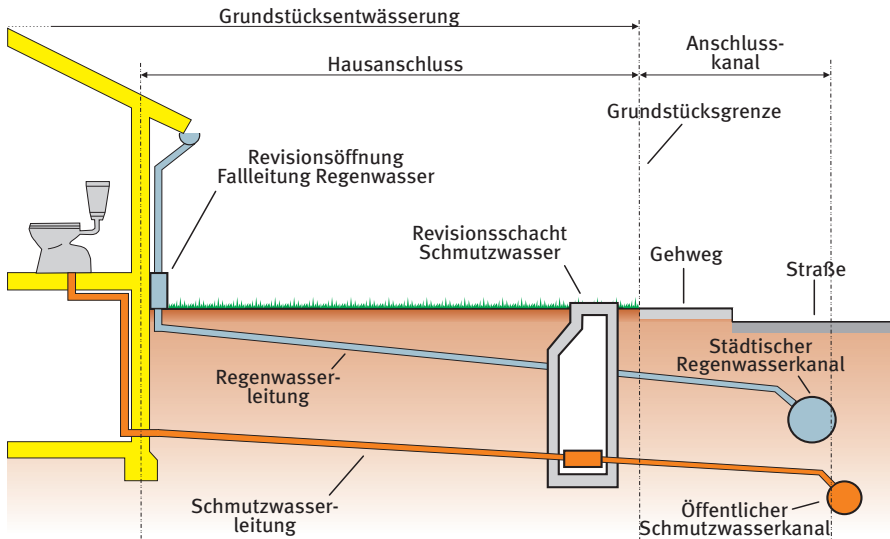 Grundstücksentwässerung
Anschluss-
kanal
Hausanschluss
Grundstücksgrenze
Revisionsöffnung
Fallleitung Regenwasser
Revisionsschacht
Schmutzwasser
Gehweg
Straße
Städtischer
Regenwasserkanal
Regenwasser-
leitung
Schmutzwasser-
leitung
Öffentlicher
Schmutzwasserkanal